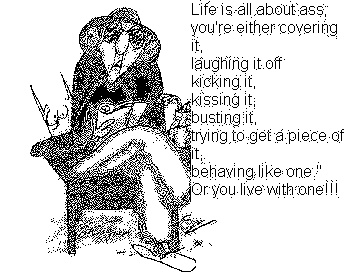 Life is all about ass;
you're either covering
it,
laughing it off
kicking it,
kissing it,
busting it,
trying to get a piece of
it,
behaving like one."
Or you live with one!!!